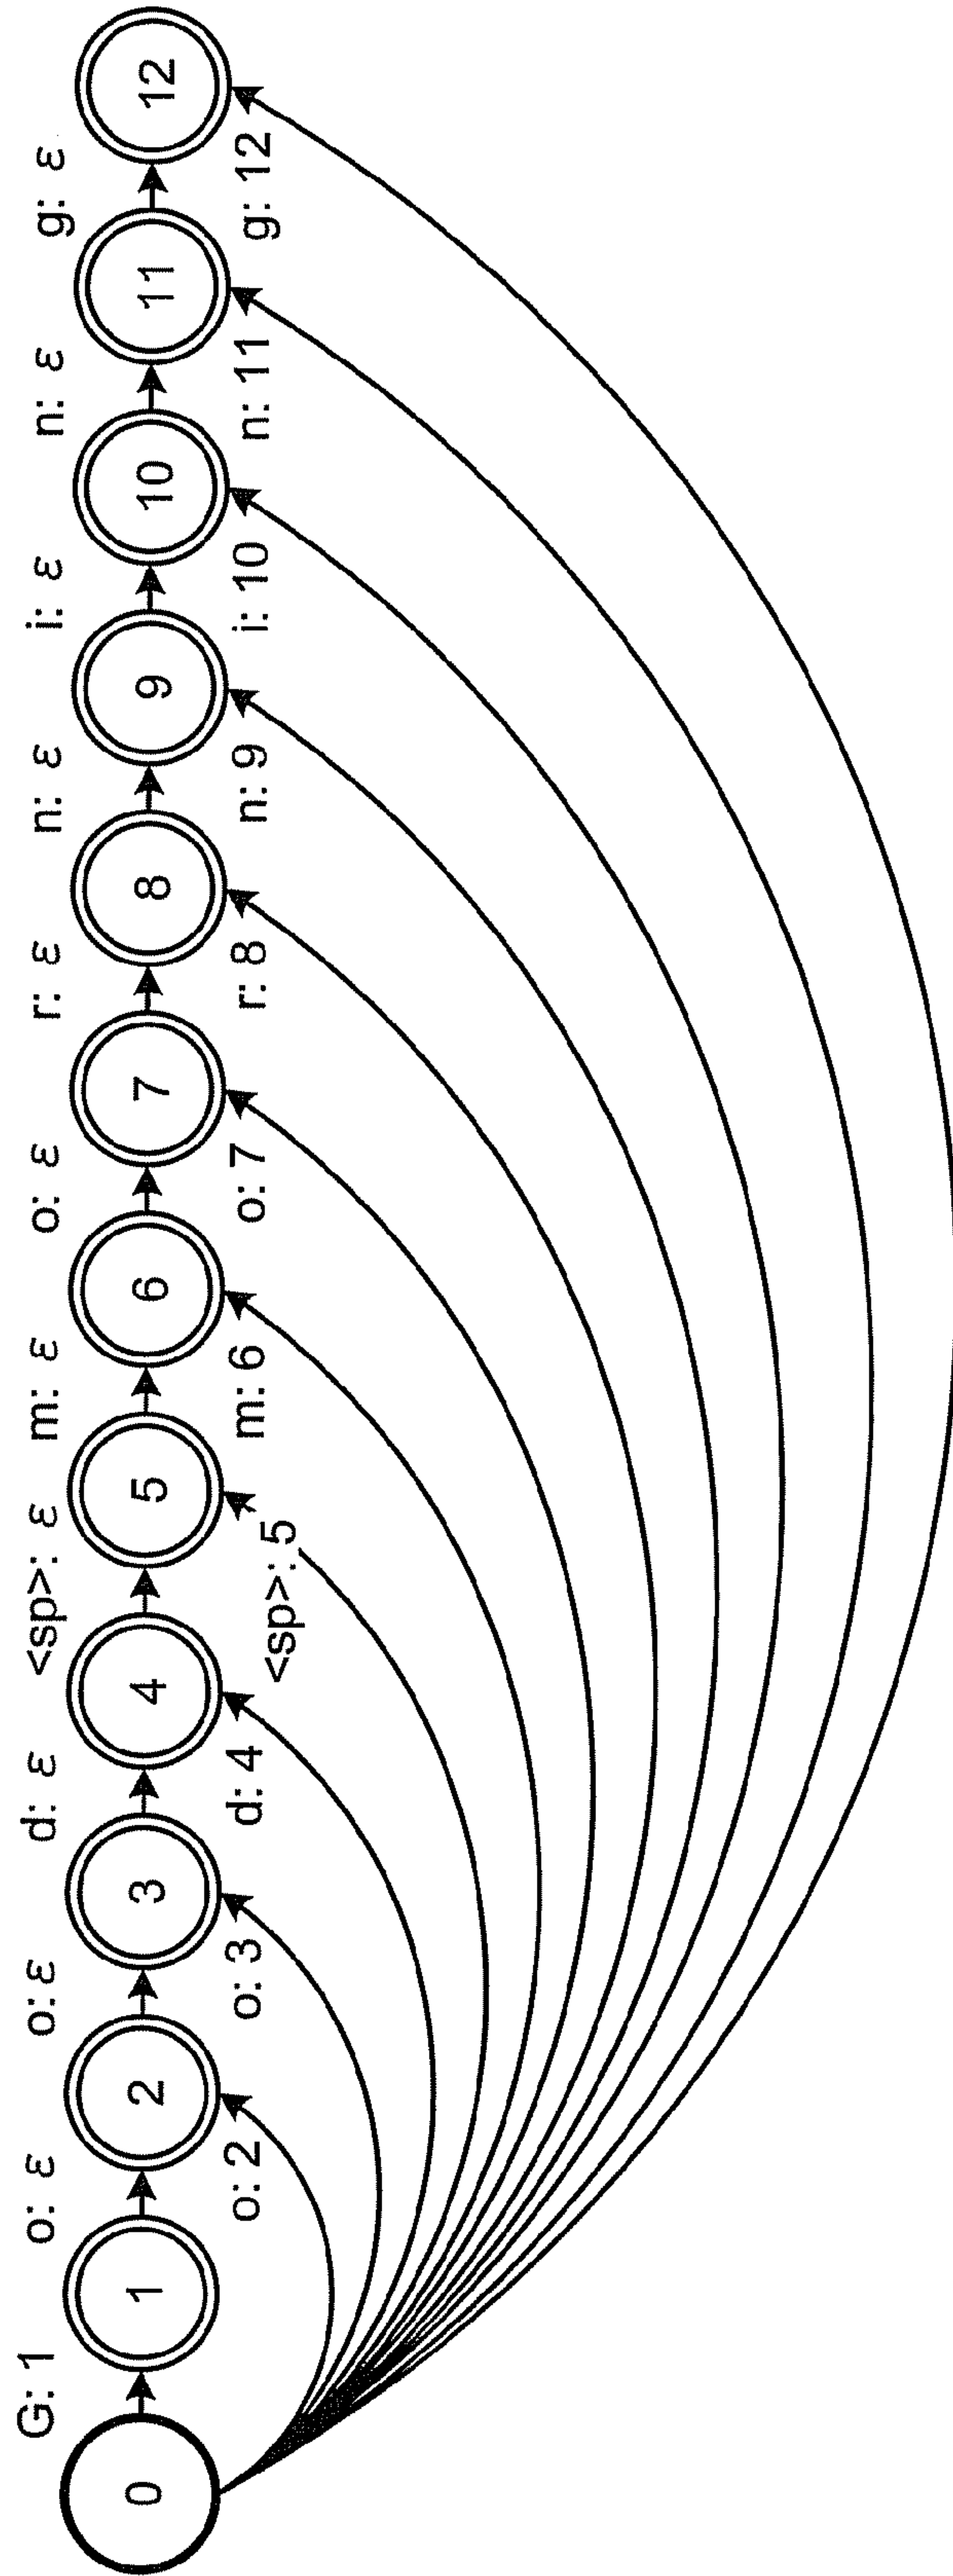 G: 1 o: ε o: ε d: ε <sp>: ε m: ε o: ε r: ε n: ε i: ε n: ε g: ε
0 1 2 3 4 5 6 7 8 9 10 11 12
o: 2 o: 3 d: 4 <sp>: 5 m: 6 o: 7 r: 8 n: 9 i: 10 n: 11 g: 12